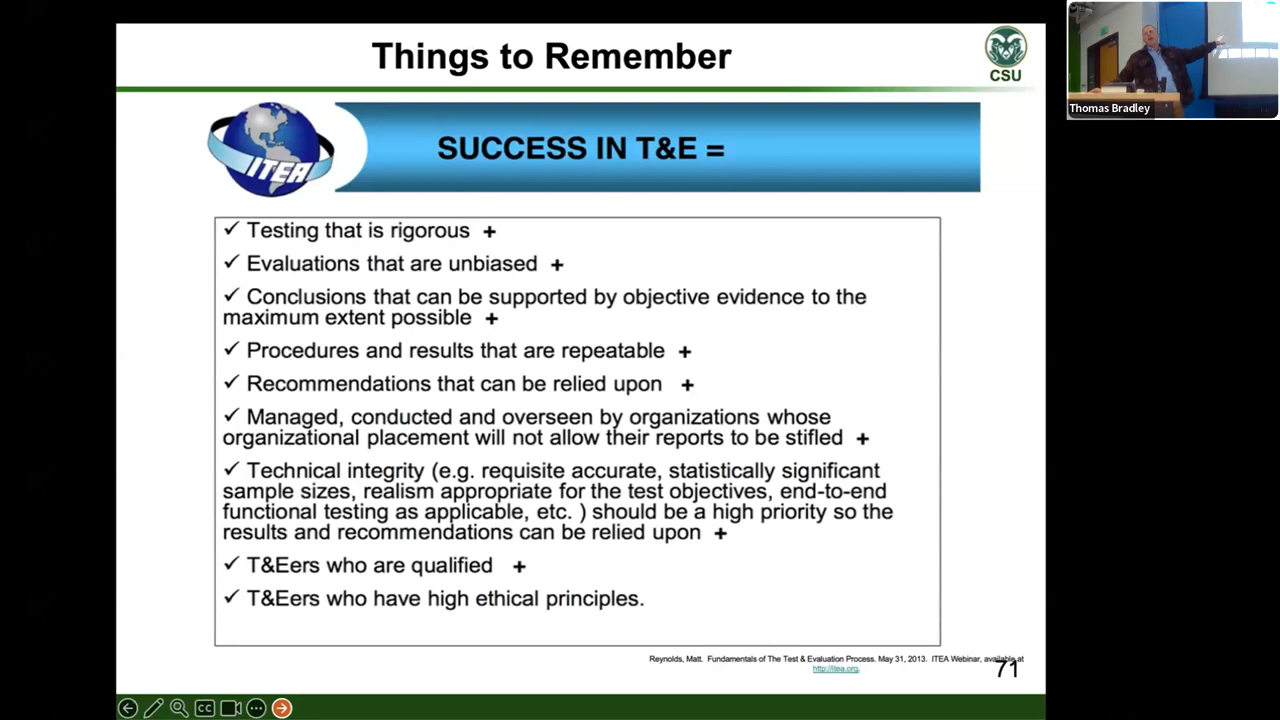 Things to Remember
CSU
Thomas Bradley
ITEA
SUCCESS IN T&E =
✓ Testing that is rigorous +
✓ Evaluations that are unbiased +
✓ Conclusions that can be supported by objective evidence to the
maximum extent possible +
✓ Procedures and results that are repeatable +
✓ Recommendations that can be relied upon +
✓ Managed, conducted and overseen by organizations whose
organizational placement will not allow their reports to be stifled +
✓ Technical integrity (e.g. requisite accurate, statistically significant
sample sizes, realism appropriate for the test objectives, end-to-end
functional testing as applicable, etc. ) should be a high priority so the
results and recommendations can be relied upon +
✓ T&Eers who are qualified +
✓ T&Eers who have high ethical principles.
Reynolds, Matt. Fundamentals of The Test & Evaluation Process. May 31, 2013. ITEA Webinar, available at
http://itea.org.
71
CC